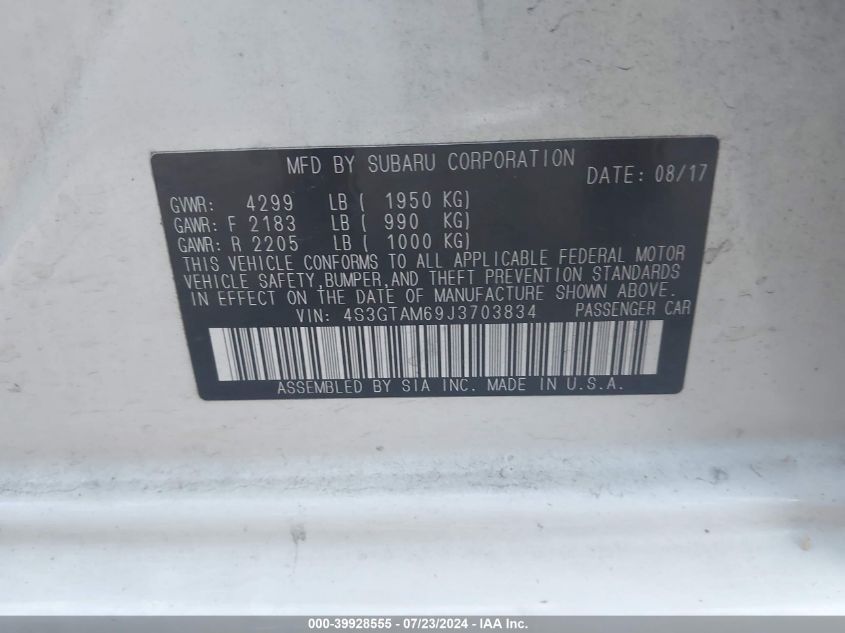 MFD BY SUBARU CORPORATION DATE: 08/17
GVWR: 4299 LB ( 1950 KG)
GAWR: F 2183 LB ( 990 KG)
GAWR: R 2205 LB ( 1000 KG)
THIS VEHICLE CONFORMS TO ALL APPLICABLE FEDERAL MOTOR
VEHICLE SAFETY,BUMPER,AND THEFT PREVENTION STANDARDS
IN EFFECT ON THE DATE OF MANUFACTURE SHOWN ABOVE.
VIN: 4S3GTAM69J3703834 PASSENGER CAR
ASSEMBLED BY SIA INC. MADE IN U.S.A.
000-39928555 - 07/23/2024 - IAA Inc.